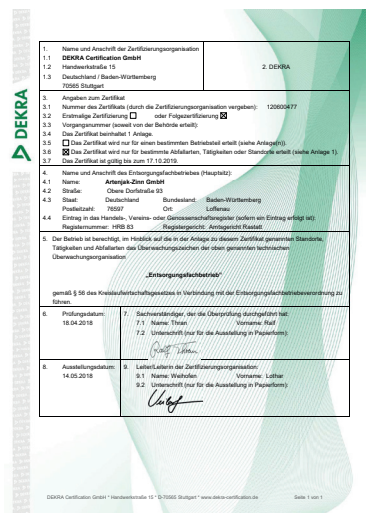 DEKRA
1. Name und Anschrift der Zertifizierungsorganisation
1.1 DEKRA Certification GmbH
1.2 Handwerkstraße 15
2. DEKRA
1.3 Deutschland / Baden-Württemberg
70565 Stuttgart
3. Angaben zum Zertifikat
3.1 Nummer des Zertifikats (durch die Zertifizierungsorganisation vergeben): 120600477
3.2 Erstmalige Zertifizierung ☐ oder Folgezertifizierung ☒
3.3 Vorgangsnummer (soweit von der Behörde erteilt):
3.4 Das Zertifikat beinhaltet 1 Anlage.
3.5 ☐ Das Zertifikat wird nur für einen bestimmten Betriebsteil erteilt (siehe Anlage(n)).
3.6 ☒ Das Zertifikat wird nur für bestimmte Abfallarten, Tätigkeiten oder Standorte erteilt (siehe Anlage 1).
3.7 Das Zertifikat ist gültig bis zum 17.10.2019.
4. Name und Anschrift des Entsorgungsfachbetriebes (Hauptsitz):
4.1 Name: Artenjak-Zinn GmbH
4.2 Straße: Obere Dorfstraße 93
4.3 Staat: Deutschland Bundesland: Baden-Württemberg
Postleitzahl: 76597 Ort: Loffenau
4.4 Eintrag in das Handels-, Vereins- oder Genossenschaftsregister (sofern ein Eintrag erfolgt ist):
Registernummer: HRB 83 Registergericht: Amtsgericht Rastatt
5. Der Betrieb ist berechtigt, im Hinblick auf die in der Anlage zu diesem Zertifikat genannten Standorte,
Tätigkeiten und Abfallarten das Überwachungszeichen der oben genannten technischen
Überwachungsorganisation
„Entsorgungsfachbetrieb"
gemäß § 56 des Kreislaufwirtschaftsgesetzes in Verbindung mit der Entsorgungsfachbetriebeverordnung zu
führen.
6. Prüfungsdatum:
18.04.2018
7. Sachverständiger, der die Überprüfung durchgeführt hat:
7.1 Name: Thran Vorname: Ralf
7.2 Unterschrift (nur für die Ausstellung in Papierform):
Ralf Thran
8. Ausstellungsdatum:
14.05.2018
9. Leiter/Leiterin der Zertifizierungsorganisation:
9.1 Name: Weihofen Vorname: Lothar
9.2 Unterschrift (nur für die Ausstellung in Papierform):
DEKRA Certification GmbH * Handwerkstraße 15 * D-70565 Stuttgart * www.dekra-certification.de Seite 1 von 1